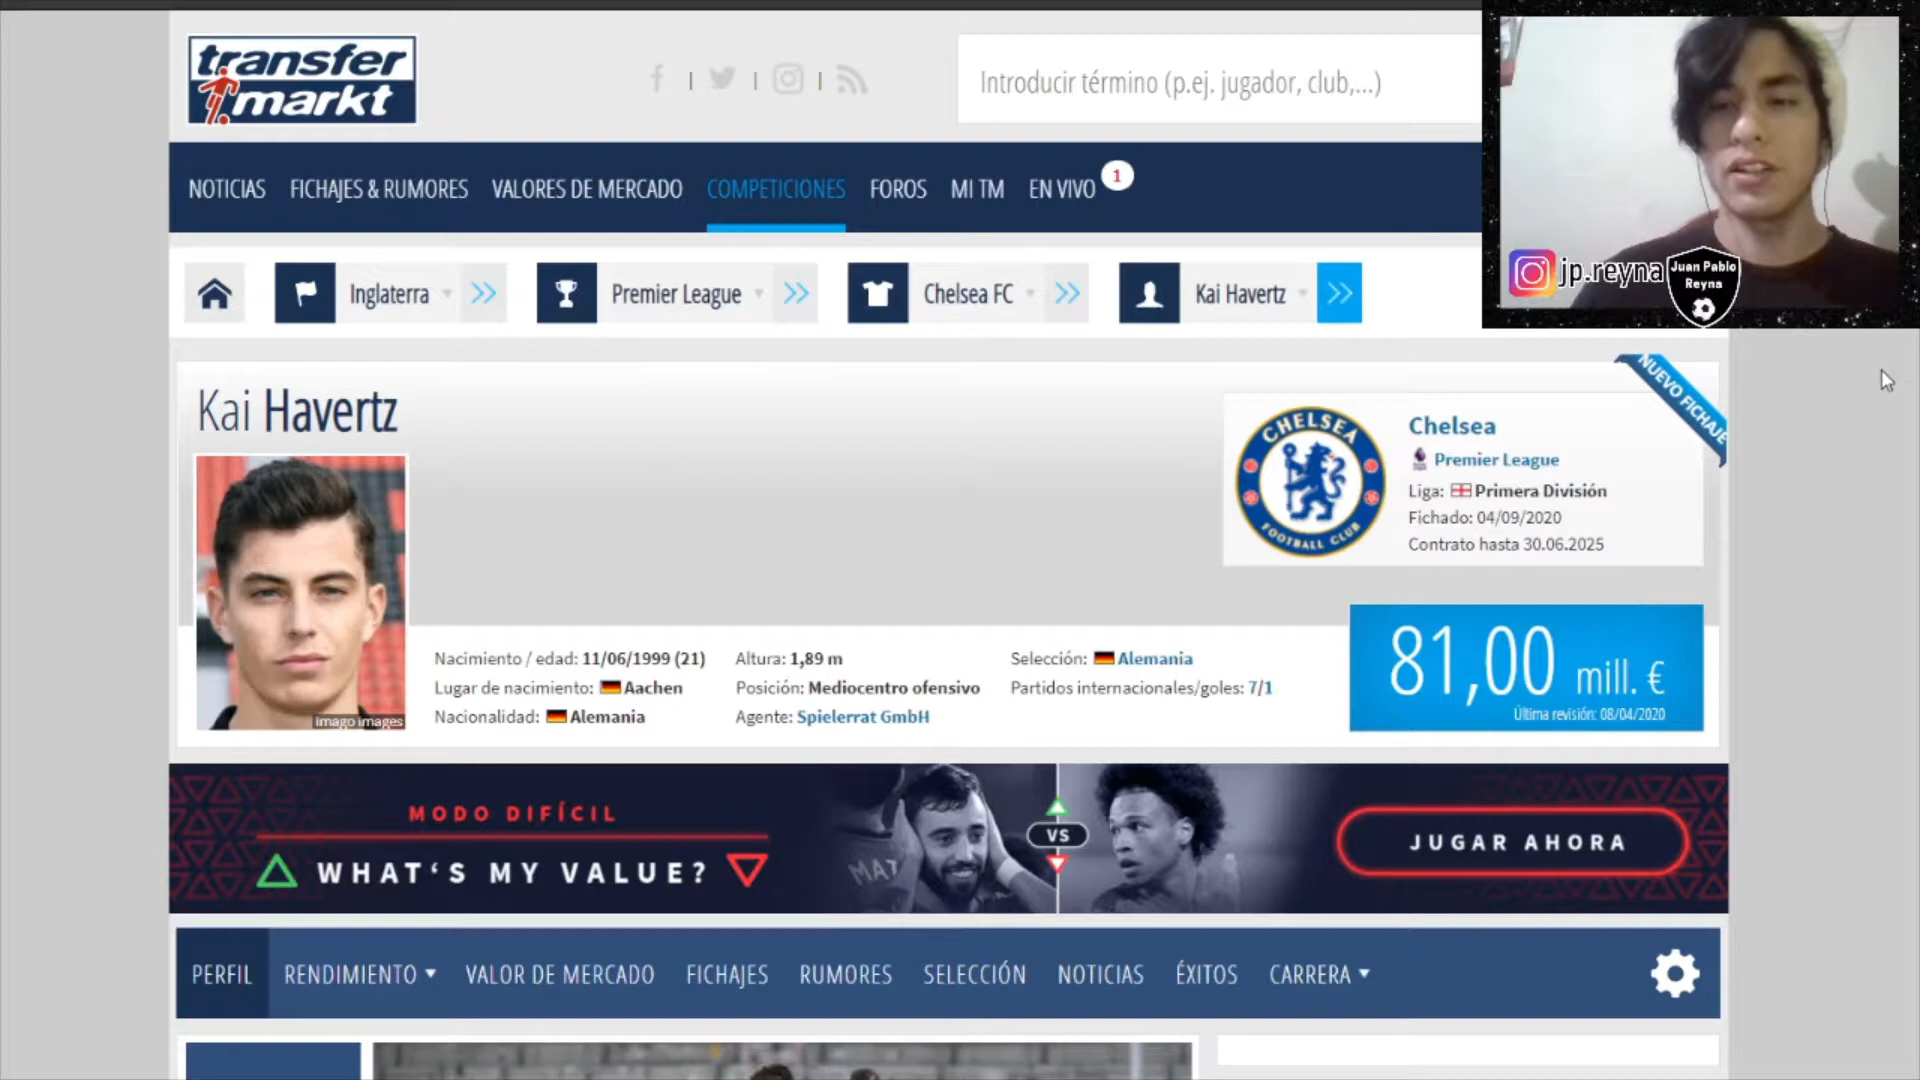 transfer
markt
Introducir término (p.ej. jugador, club,...)
NOTICIAS FICHAJES & RUMORES VALORES DE MERCADO COMPETICIONES FOROS MI TM EN VIVO 1
jp.reyna
Juan Pablo
Reyna
Inglaterra Premier League Chelsea FC Kai Havertz
NUEVO FICHAJE
Kai Havertz
CHELSEA
FOOTBALL CLUB
Chelsea
Premier League
Liga: Primera División
Fichado: 04/09/2020
Contrato hasta 30.06.2025
imago images
Nacimiento / edad: 11/06/1999 (21) Altura: 1,89 m Selección: Alemania
Lugar de nacimiento: Aachen Posición: Mediocentro ofensivo Partidos internacionales/goles: 7/1
Nacionalidad: Alemania Agente: Spielerrat GmbH
81,00 mill. €
Última revisión: 08/04/2020
MODO DIFÍCIL
WHAT‘S MY VALUE?
MAT
VS
JUGAR AHORA
PERFIL RENDIMIENTO VALOR DE MERCADO FICHAJES RUMORES SELECCIÓN NOTICIAS ÉXITOS CARRERA